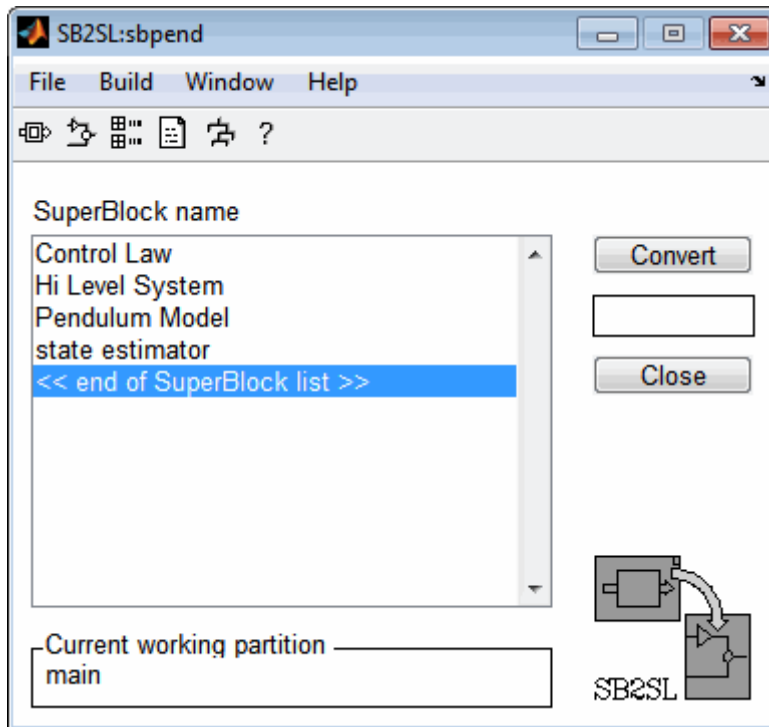 SB2SL:sbpend
File Build Window Help
?
SuperBlock name
Control Law
Hi Level System
Pendulum Model
state estimator
<< end of SuperBlock list >>
Convert
Close
Current working partition
main
SB2SL